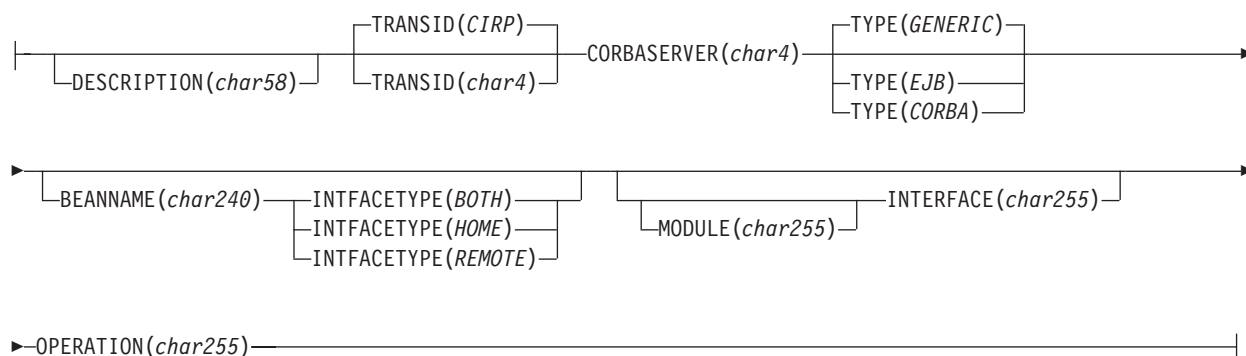 TRANSID(CIRP) TYPE(GENERIC)
CORBASERVER(char4)
DESCRIPTION(char58) TRANSID(char4) TYPE(EJB)
TYPE(CORBA)
BEANNAME(char240) INTFACETYPE(BOTH) INTERFACE(char255)
INTFACETYPE(HOME) MODULE(char255)
INTFACETYPE(REMOTE)
OPERATION(char255)